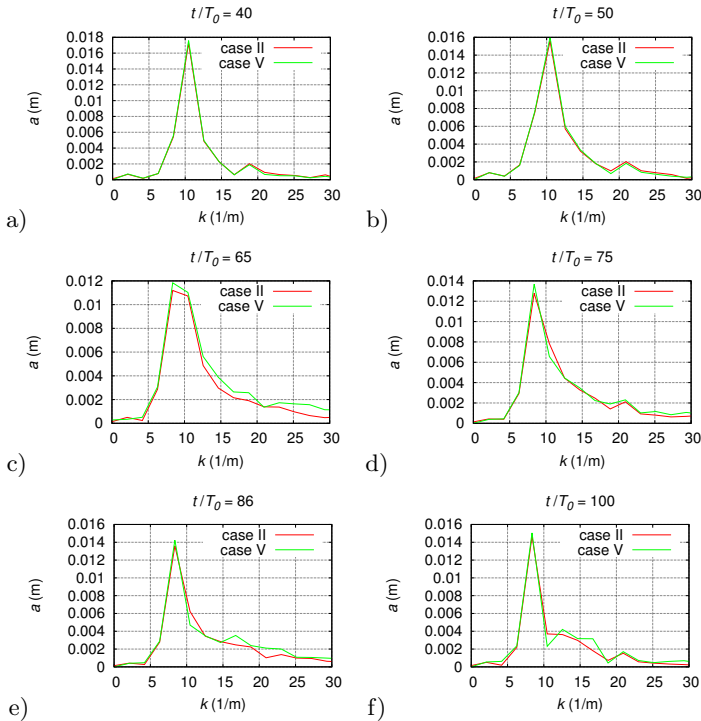 t/T0 = 40
0.018
0.016
0.014
0.012
0.01
0.008
0.006
0.004
0.002
0
a (m)
case II
case V
0 5 10 15 20 25 30
k (1/m)
a)
t/T0 = 50
0.016
0.014
0.012
0.01
0.008
0.006
0.004
0.002
0
a (m)
case II
case V
0 5 10 15 20 25 30
k (1/m)
b)
t/T0 = 65
0.012
0.01
0.008
0.006
0.004
0.002
0
a (m)
case II
case V
0 5 10 15 20 25 30
k (1/m)
c)
t/T0 = 75
0.014
0.012
0.01
0.008
0.006
0.004
0.002
0
a (m)
case II
case V
0 5 10 15 20 25 30
k (1/m)
d)
t/T0 = 86
0.016
0.014
0.012
0.01
0.008
0.006
0.004
0.002
0
a (m)
case II
case V
0 5 10 15 20 25 30
k (1/m)
e)
t/T0 = 100
0.016
0.014
0.012
0.01
0.008
0.006
0.004
0.002
0
a (m)
case II
case V
0 5 10 15 20 25 30
k (1/m)
f)